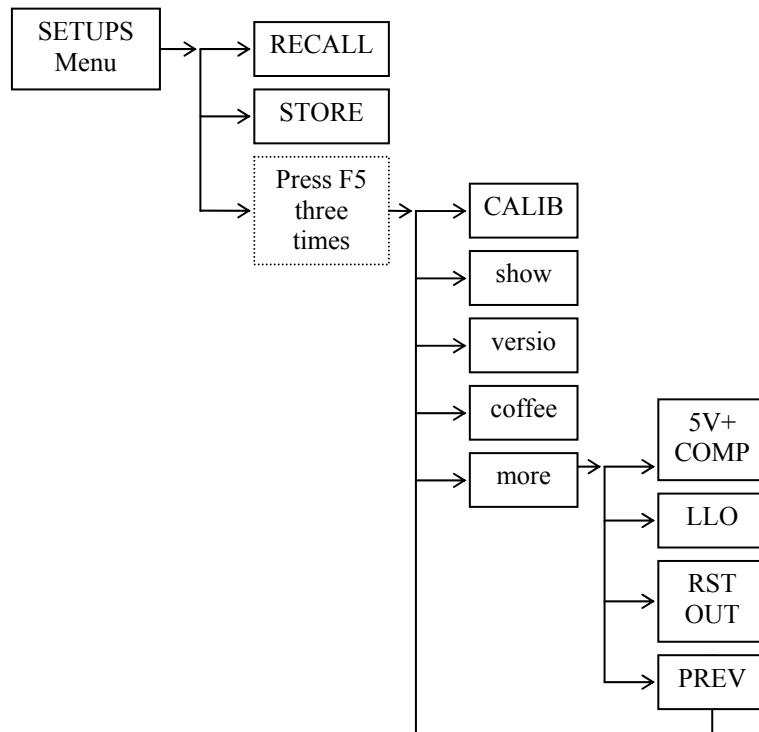 SETUPS
Menu
RECALL
STORE
Press F5
three
times
CALIB
show
versio
coffee
more
5V+
COMP
LLO
RST
OUT
PREV